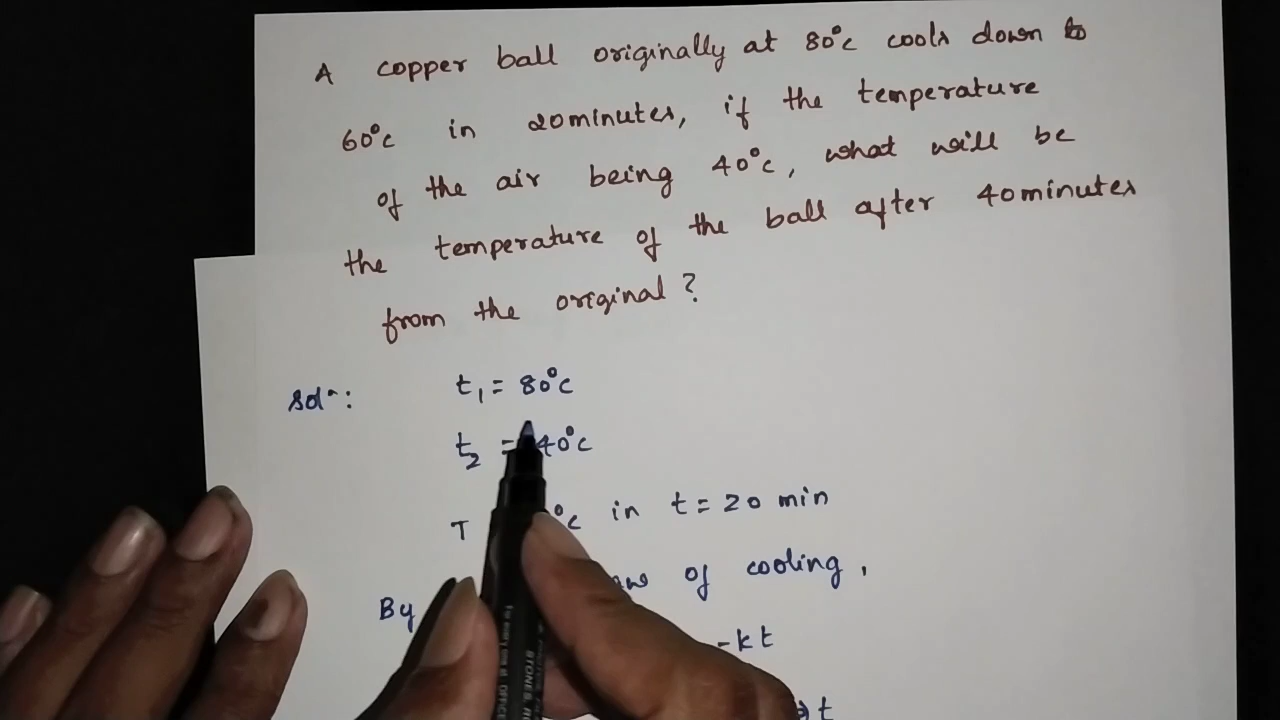 A copper ball originally at 80°c cools down to
60°c in 20minutes, if the temperature
of the air being 40°c, what will be
the temperature of the ball after 40minutes
from the original?
Solⁿ: t₁ = 80°c
t₂ = 40°c
T °c in t = 20 min
By of cooling,
-kt
t